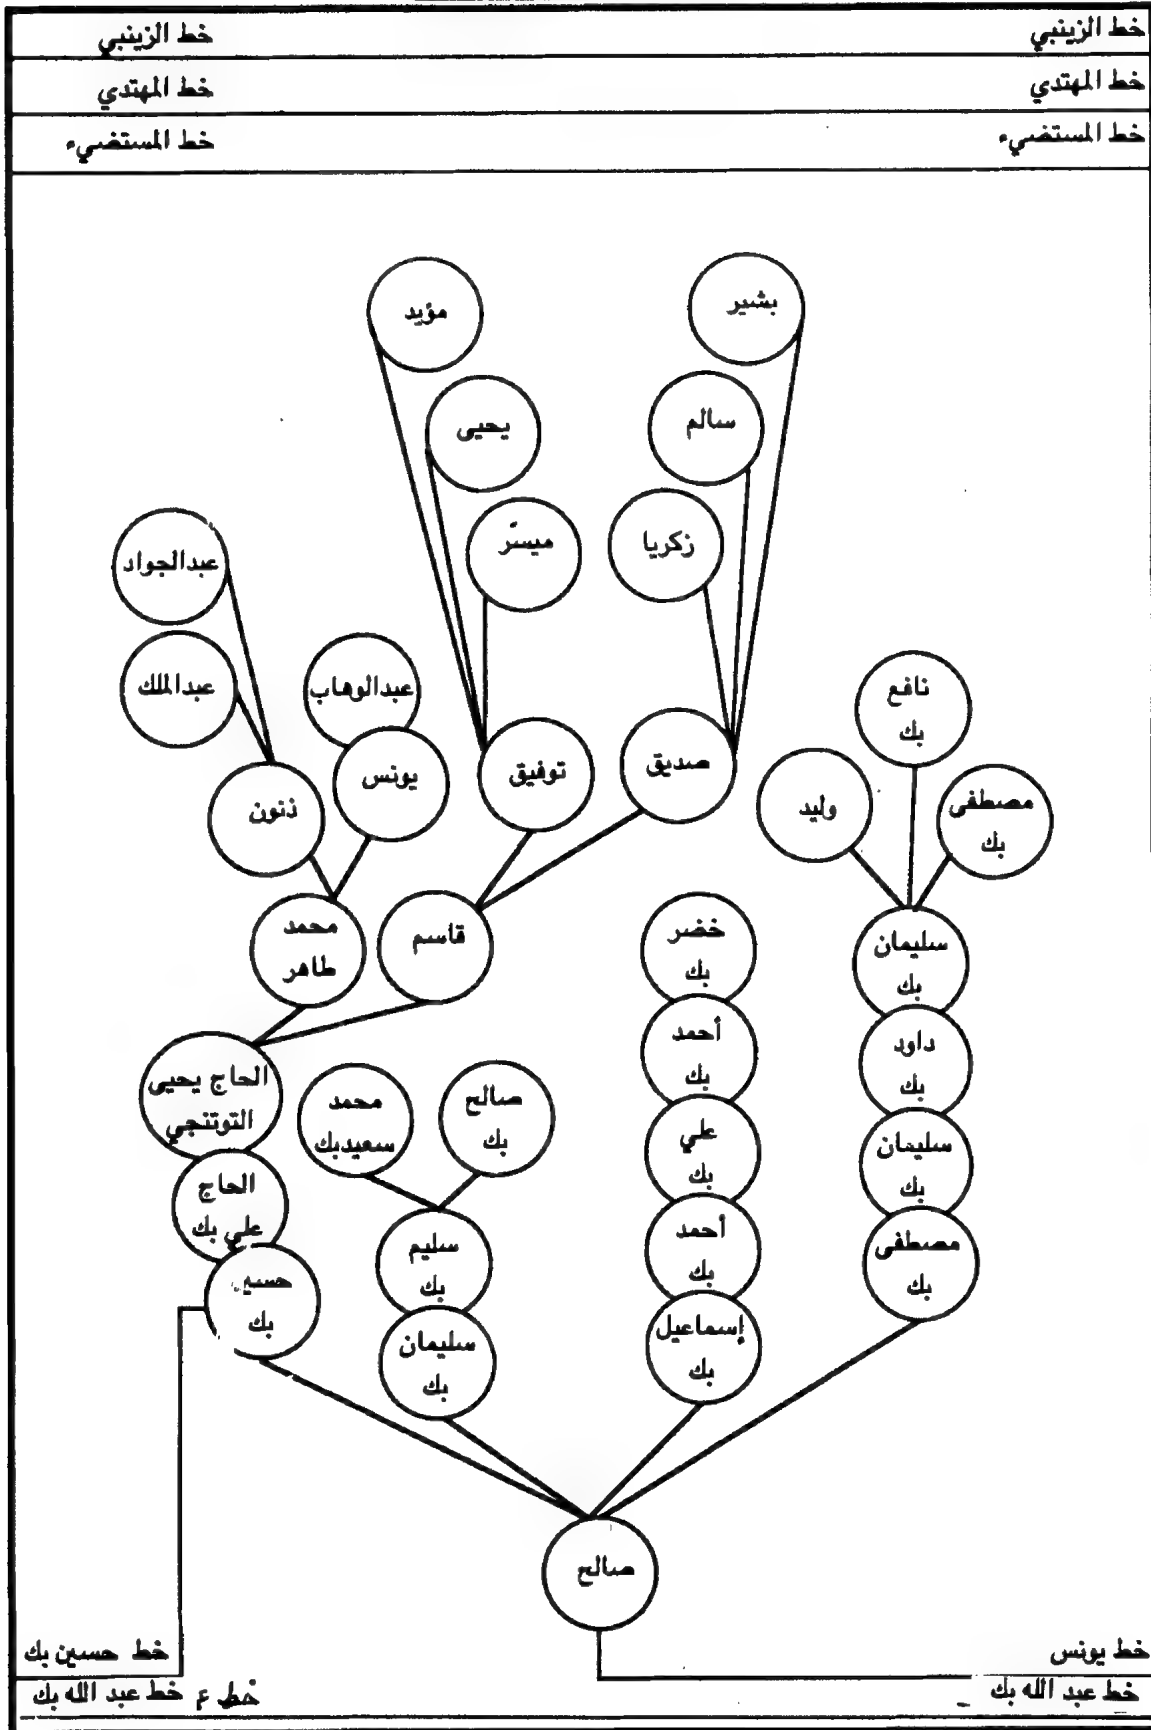 خط الزينبي خط الزينبي
خط المهتدي خط المهتدي
خط المستضيء خط المستضيء
بشير
مؤيد
سالم
يحيى
زكريا
ميسّر
عبدالجواد
نافع
بك
عبدالوهاب
عبدالملك
صديق
توفيق
يونس
مصطفى
بك
وليد
ذنون
خضر
بك
قاسم
محمد
طاهر
سليمان
بك
أحمد
بك
داود
بك
الحاج يحيى
التوتنجي
صالح
بك
محمد
سعيدبك
علي
بك
سليمان
بك
الحاج
علي بك
أحمد
بك
سليم
بك
مصطفى
بك
حسين
بك
إسماعيل
بك
سليمان
بك
صالح
خط يونس خط حسين بك
خط عبد الله بك خط ع خط عبد الله بك